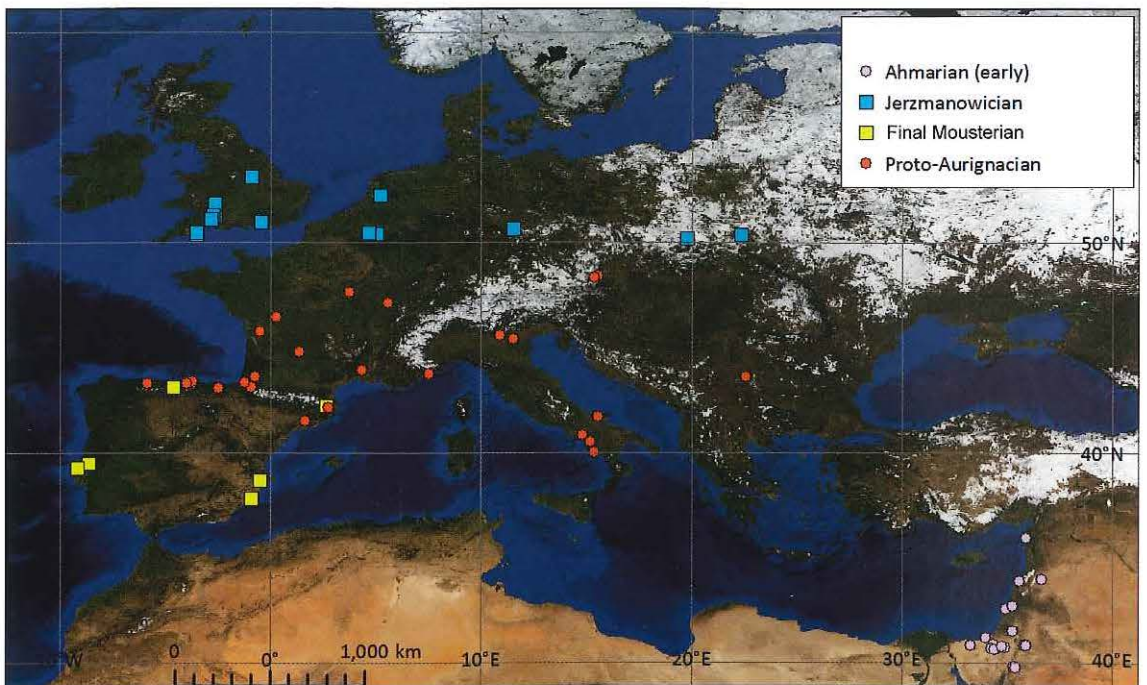 Ahmarian (early)
Jerzmanowician
Final Mousterian
Proto-Aurignacian
50°N
40°N
W
0
0°
1,000 km
10°E
20°E
30°E
40°E